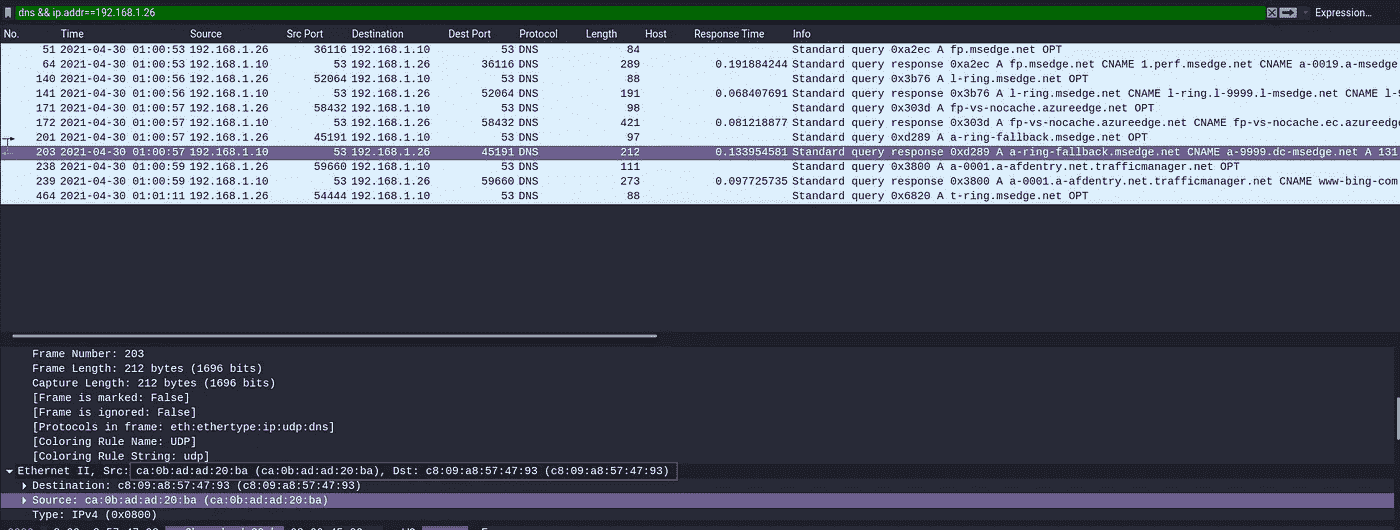 dns && ip.addr==192.168.1.26 Expression…
No. Time Source Src Port Destination Dest Port Protocol Length Host Response Time Info
51 2021-04-30 01:00:53 192.168.1.26 36116 192.168.1.10 53 DNS 84 Standard query 0xa2ec A fp.msedge.net OPT
64 2021-04-30 01:00:53 192.168.1.10 53 192.168.1.26 36116 DNS 289 0.191884244 Standard query response 0xa2ec A fp.msedge.net CNAME 1.perf.msedge.net CNAME a-0019.a-msedge
140 2021-04-30 01:00:56 192.168.1.26 52064 192.168.1.10 53 DNS 88 Standard query 0x3b76 A l-ring.msedge.net OPT
141 2021-04-30 01:00:56 192.168.1.10 53 192.168.1.26 52064 DNS 191 0.068407691 Standard query response 0x3b76 A l-ring.msedge.net CNAME l-ring.l-9999.l-msedge.net CNAME l-9
171 2021-04-30 01:00:57 192.168.1.26 58432 192.168.1.10 53 DNS 98 Standard query 0x303d A fp-vs-nocache.azureedge.net OPT
172 2021-04-30 01:00:57 192.168.1.10 53 192.168.1.26 58432 DNS 421 0.081218877 Standard query response 0x303d A fp-vs-nocache.azureedge.net CNAME fp-vs-nocache.ec.azureedge
201 2021-04-30 01:00:57 192.168.1.26 45191 192.168.1.10 53 DNS 97 Standard query 0xd289 A a-ring-fallback.msedge.net OPT
203 2021-04-30 01:00:57 192.168.1.10 53 192.168.1.26 45191 DNS 212 0.133954581 Standard query response 0xd289 A a-ring-fallback.msedge.net CNAME a-9999.dc-msedge.net A 131
238 2021-04-30 01:00:59 192.168.1.26 59660 192.168.1.10 53 DNS 111 Standard query 0x3800 A a-0001.a-afdentry.net.trafficmanager.net OPT
239 2021-04-30 01:00:59 192.168.1.10 53 192.168.1.26 59660 DNS 273 0.097725735 Standard query response 0x3800 A a-0001.a-afdentry.net.trafficmanager.net CNAME www-bing-com
464 2021-04-30 01:01:11 192.168.1.26 54444 192.168.1.10 53 DNS 88 Standard query 0x6820 A t-ring.msedge.net OPT
Frame Number: 203
Frame Length: 212 bytes (1696 bits)
Capture Length: 212 bytes (1696 bits)
[Frame is marked: False]
[Frame is ignored: False]
[Protocols in frame: eth:ethertype:ip:udp:dns]
[Coloring Rule Name: UDP]
[Coloring Rule String: udp]
Ethernet II, Src: ca:0b:ad:ad:20:ba (ca:0b:ad:ad:20:ba), Dst: c8:09:a8:57:47:93 (c8:09:a8:57:47:93)
Destination: c8:09:a8:57:47:93 (c8:09:a8:57:47:93)
Source: ca:0b:ad:ad:20:ba (ca:0b:ad:ad:20:ba)
Type: IPv4 (0x0800)